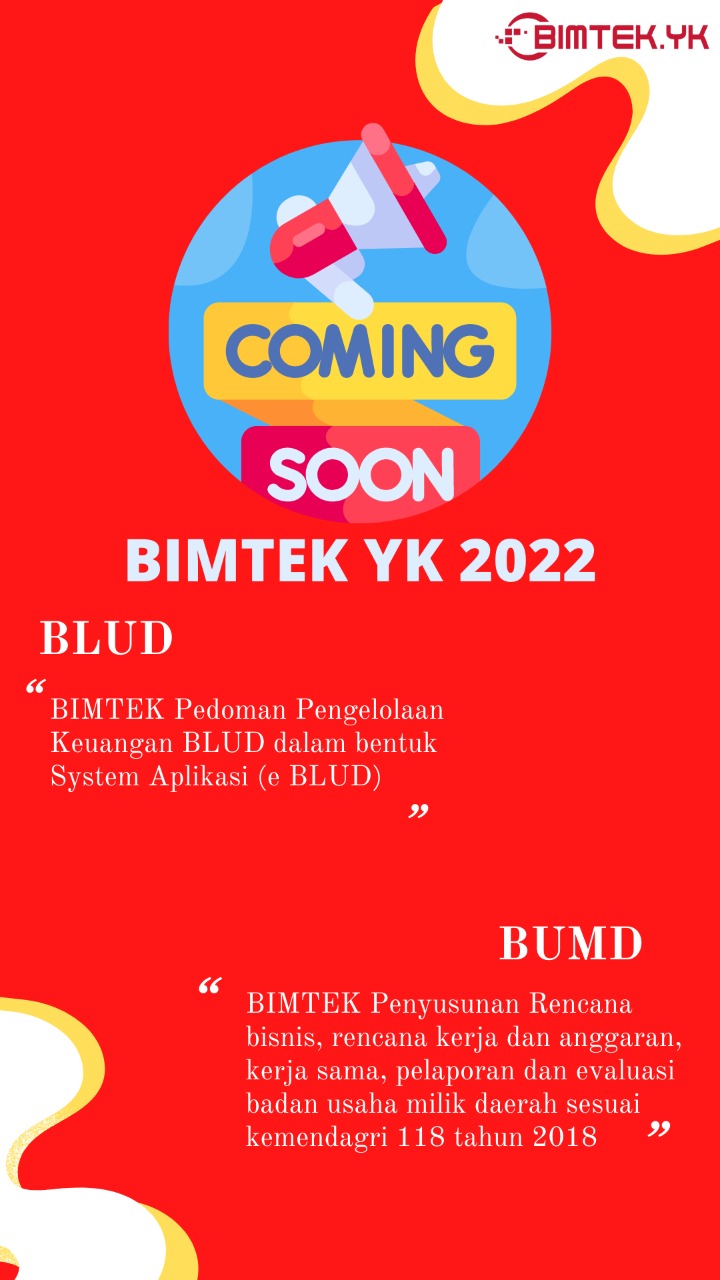 BIMTEK.YK
COMING
SOON
BIMTEK YK 2022
BLUD
“
BIMTEK Pedoman Pengelolaan
Keuangan BLUD dalam bentuk
System Aplikasi (e BLUD)
”
BUMD
“
BIMTEK Penyusunan Rencana
bisnis, rencana kerja dan anggaran,
kerja sama, pelaporan dan evaluasi
badan usaha milik daerah sesuai
kemendagri 118 tahun 2018 ”